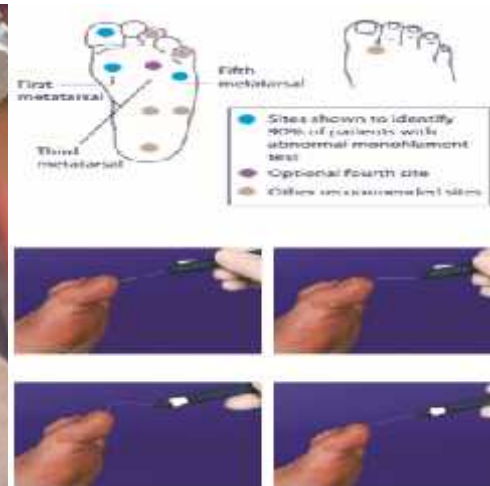 First
metatarsal
Fifth
metatarsal
Third
metatarsal
Sites shown to identify
90% of patients with
abnormal monofilament
test
Optional fourth site
Other recommended sites